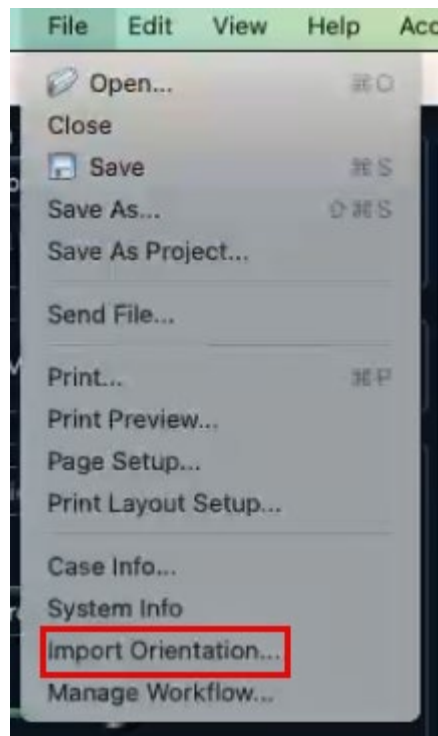 File Edit View Help Acc
Open... ⌘O
Close
Save ⌘S
Save As... ⇧⌘S
Save As Project...
Send File...
Print... ⌘P
Print Preview...
Page Setup...
Print Layout Setup...
Case Info...
System Info
Import Orientation...
Manage Workflow...